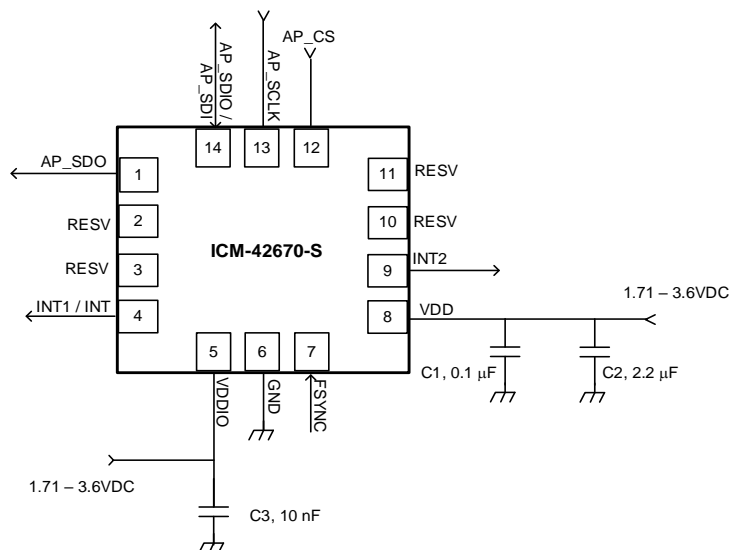 AP_SDIO /
AP_SDI
AP_SCLK
AP_CS
14
13
12
AP_SDO
1
11
RESV
RESV
2
10
RESV
ICM-42670-S
RESV
3
9
INT2
INT1 / INT
4
8
VDD
1.71 – 3.6VDC
5
6
7
VDDIO
GND
FSYNC
C1, 0.1 µF
C2, 2.2 µF
1.71 – 3.6VDC
C3, 10 nF